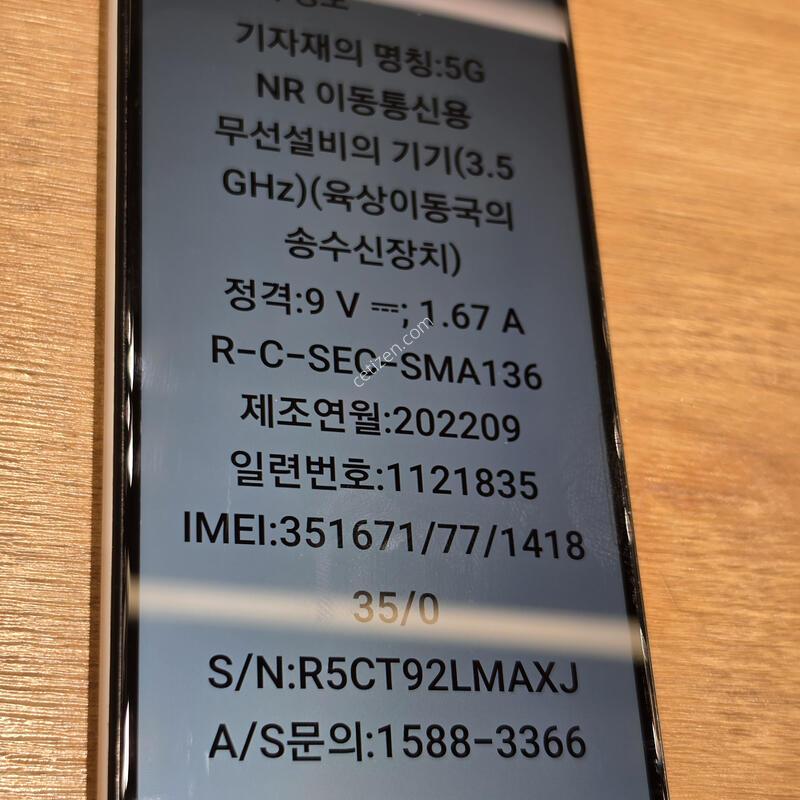 기자재의 명칭:5G
NR 이동통신용
무선설비의 기기(3.5
GHz)(육상이동국의
송수신장치)
정격:9 V ⎓; 1.67 A
R-C-SEC-SMA136
cetizen.com
제조연월:202209
일련번호:1121835
IMEI:351671/77/1418
35/0
S/N:R5CT92LMAXJ
A/S문의:1588-3366